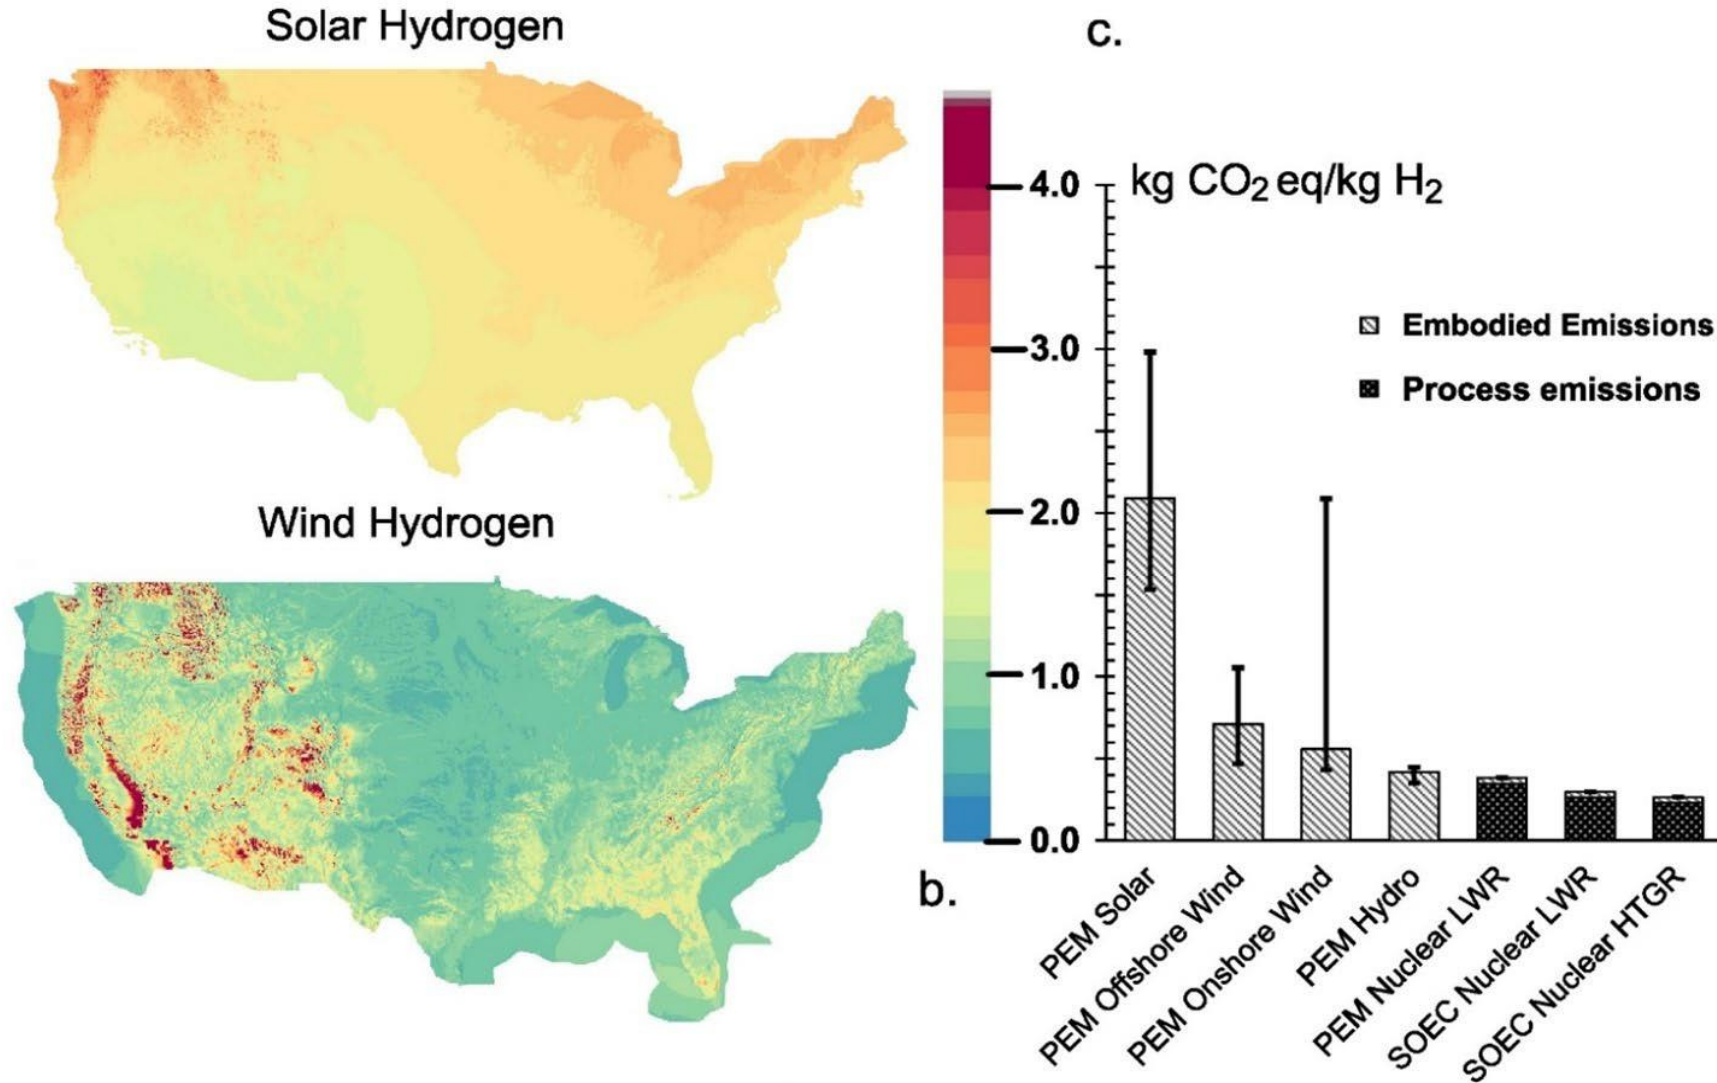 Solar Hydrogen
Wind Hydrogen
b.
c.
kg CO₂ eq/kg H₂
4.0
3.0
2.0
1.0
0.0
Embodied Emissions
Process emissions
PEM Solar
PEM Offshore Wind
PEM Onshore Wind
PEM Hydro
PEM Nuclear LWR
SOEC Nuclear LWR
SOEC Nuclear HTGR